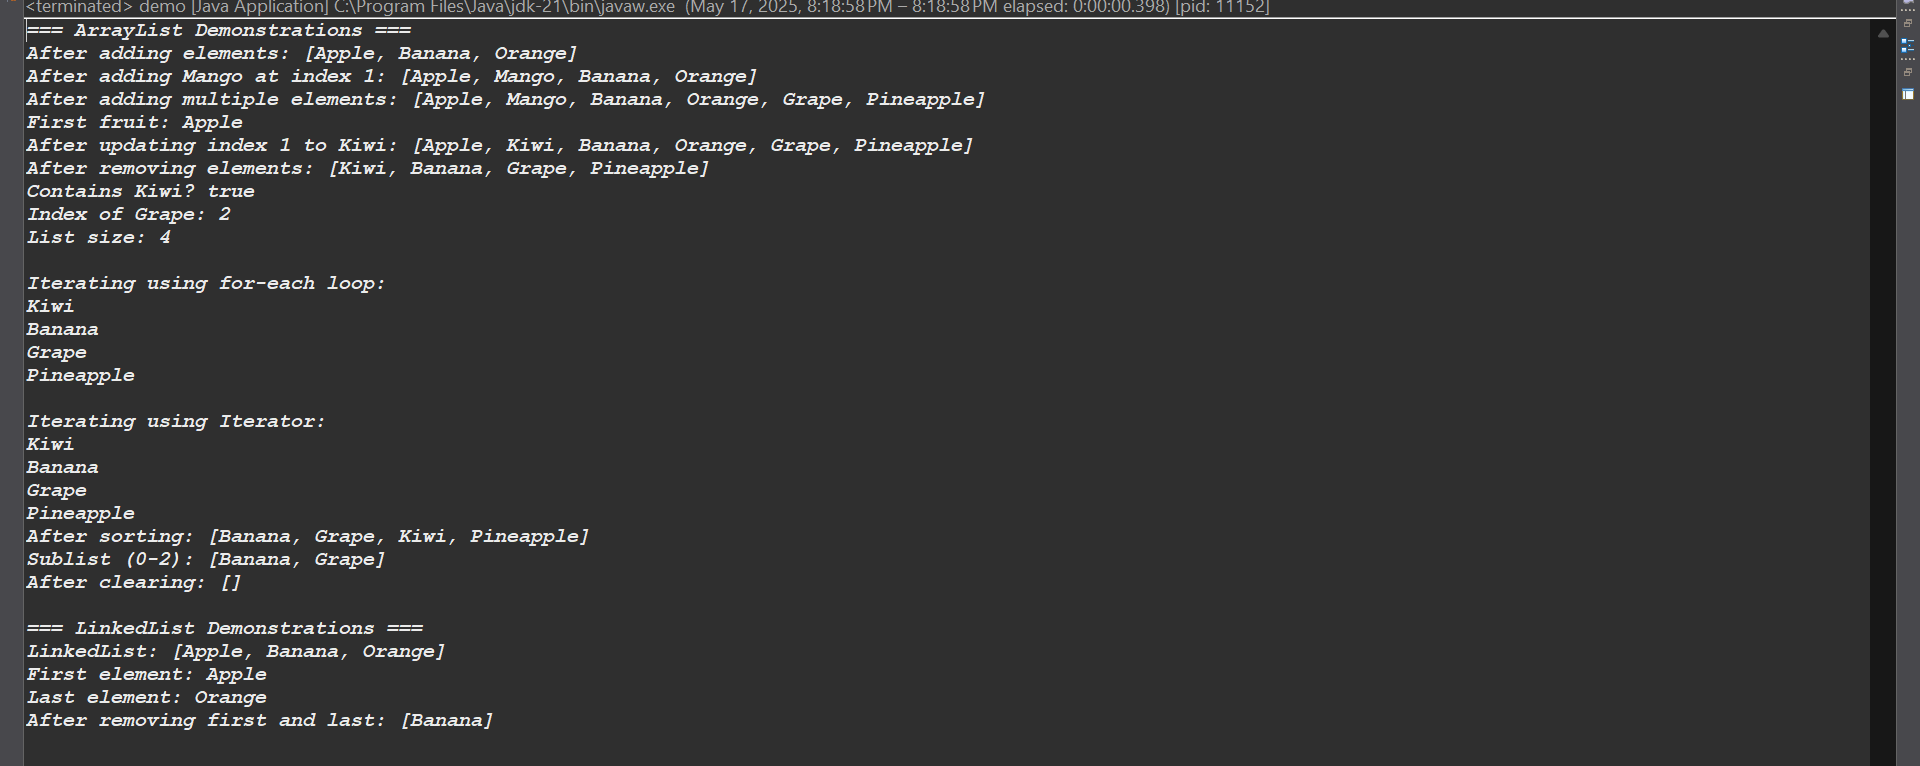 <terminated> demo [Java Application] C:\Program Files\Java\jdk-21\bin\javaw.exe (May 17, 2025, 8:18:58 PM – 8:18:58 PM elapsed: 0:00:00.398) [pid: 11152]
=== ArrayList Demonstrations ===
After adding elements: [Apple, Banana, Orange]
After adding Mango at index 1: [Apple, Mango, Banana, Orange]
After adding multiple elements: [Apple, Mango, Banana, Orange, Grape, Pineapple]
First fruit: Apple
After updating index 1 to Kiwi: [Apple, Kiwi, Banana, Orange, Grape, Pineapple]
After removing elements: [Kiwi, Banana, Grape, Pineapple]
Contains Kiwi? true
Index of Grape: 2
List size: 4

Iterating using for-each loop:
Kiwi
Banana
Grape
Pineapple

Iterating using Iterator:
Kiwi
Banana
Grape
Pineapple
After sorting: [Banana, Grape, Kiwi, Pineapple]
Sublist (0-2): [Banana, Grape]
After clearing: []

=== LinkedList Demonstrations ===
LinkedList: [Apple, Banana, Orange]
First element: Apple
Last element: Orange
After removing first and last: [Banana]